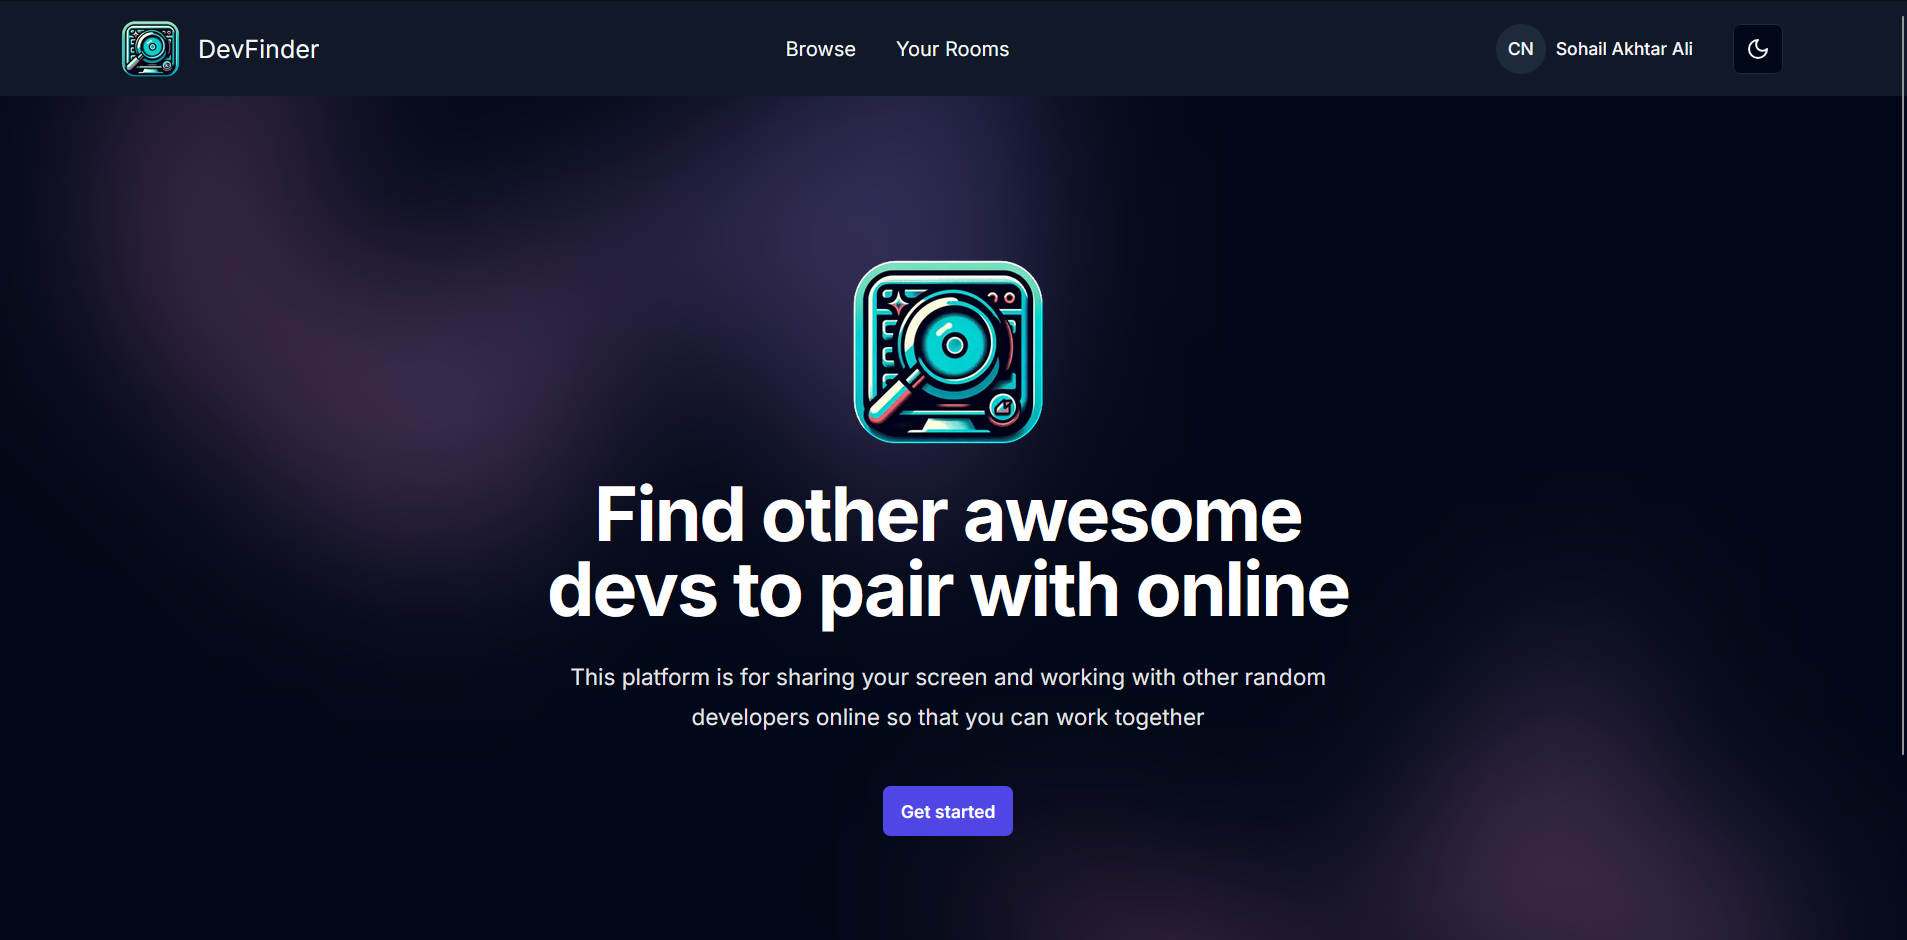 DevFinder
Browse
Your Rooms
CN
Sohail Akhtar Ali
Find other awesome
devs to pair with online
This platform is for sharing your screen and working with other random
developers online so that you can work together
Get started